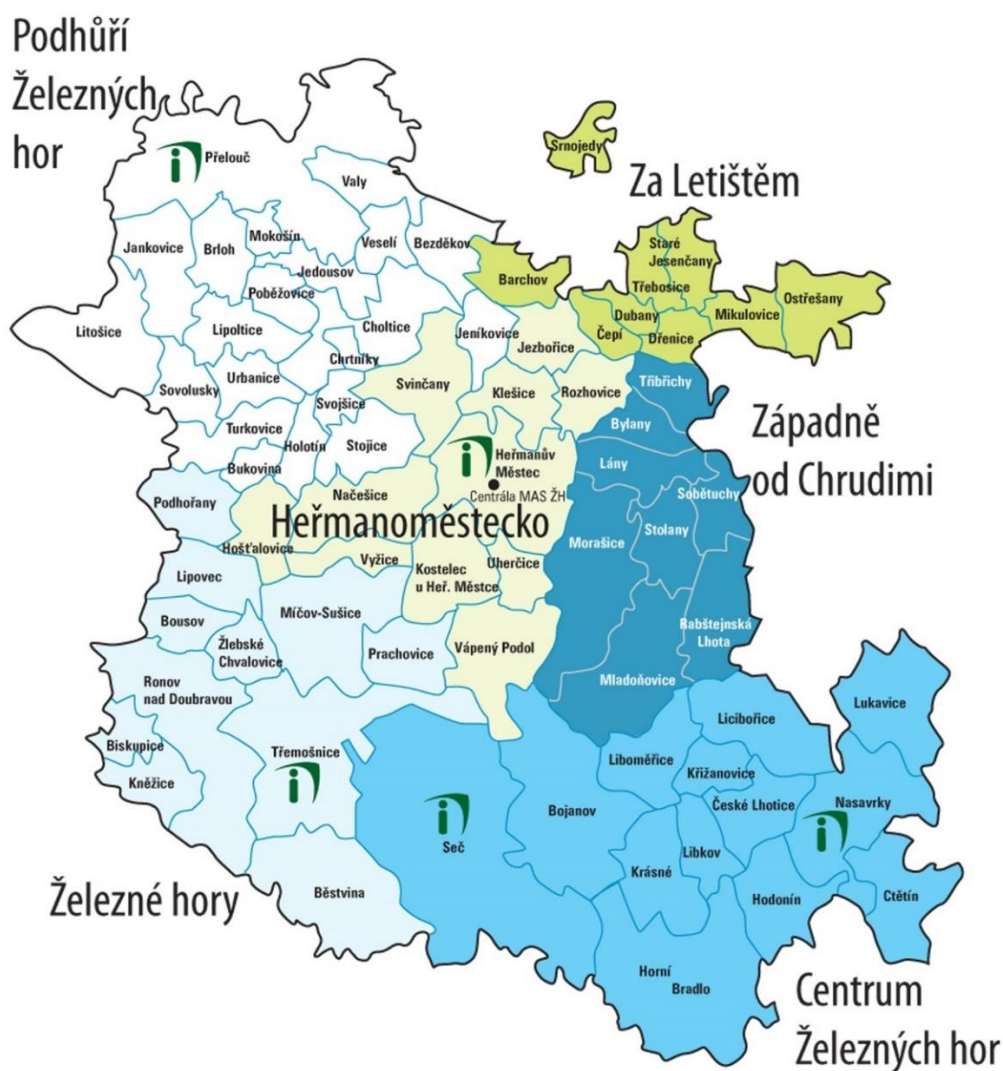 Podhůří
Železných
hor
Přelouč
Srnojedy
Za Letištěm
Valy
Jankovice
Brloh
Mokošín
Veselí
Bezděkov
Staré
Jesenčany
Jedousov
Barchov
Třebosice
Ostřešany
Poběžovice
Dubany
Mikulovice
Litošice
Lipoltice
Choltice
Jeníkovice
Čepí
Dřenice
Jezbořice
Chrtníky
Urbanice
Svinčany
Třibřichy
Sovolusky
Klešice
Rozhovice
Svojšice
Bylany
Západně
od Chrudimi
Turkovice
Holotín
Stojice
Heřmanův
Městec
Lány
Bukovina
Centrála MAS ŽH
Sobětuchy
Podhořany
Načešice
Heřmanoměstecko
Stolany
Morašice
Hošťalovice
Vyžice
Kostelec
u Heř. Městce
Uherčice
Lipovec
Míčov-Sušice
Bousov
Rabštejnská
Lhota
Žlebské
Chvalovice
Prachovice
Vápený Podol
Mladoňovice
Ronov
nad Doubravou
Lukavice
Licibořice
Biskupice
Třemošnice
Liboměřice
Křižanovice
Kněžice
Bojanov
České Lhotice
Nasavrky
Seč
Libkov
Krásné
Železné hory
Běstvina
Hodonín
Ctětín
Horní
Bradlo
Centrum
Železných hor